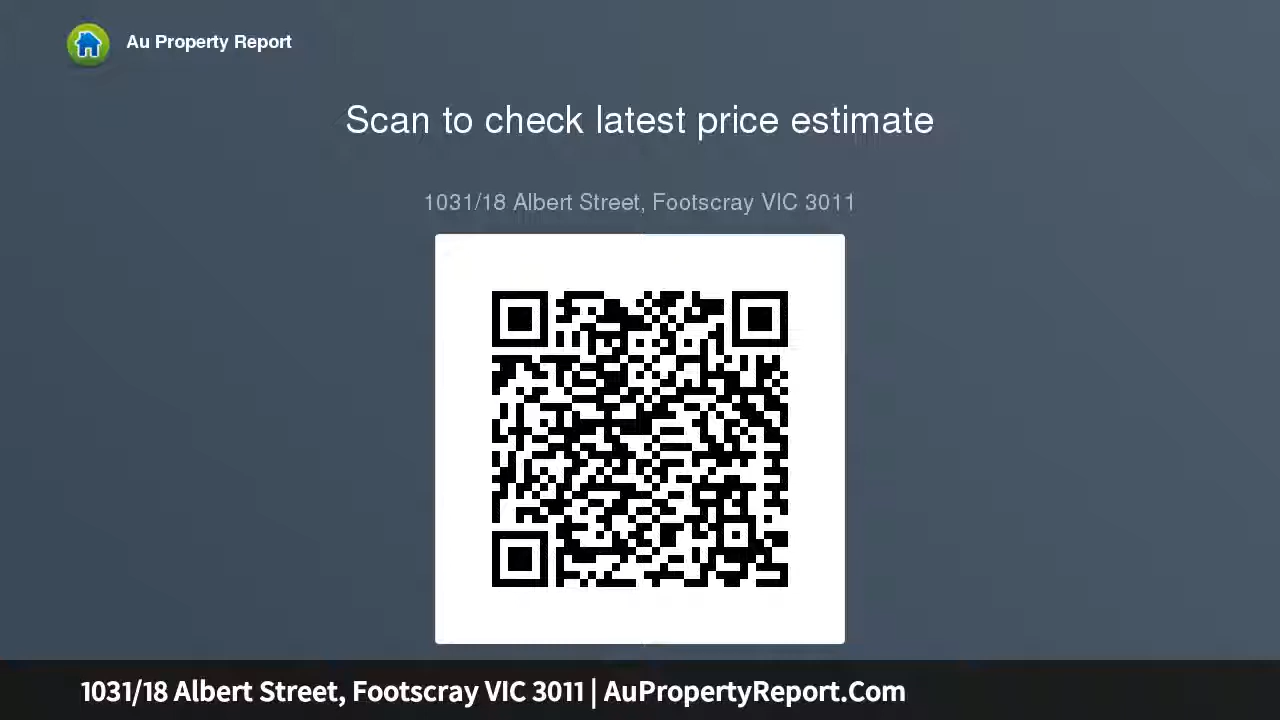 Au Property Report
Scan to check latest price estimate
1031/18 Albert Street, Footscray VIC 3011
1031/18 Albert Street, Footscray VIC 3011 | AuPropertyReport.Com